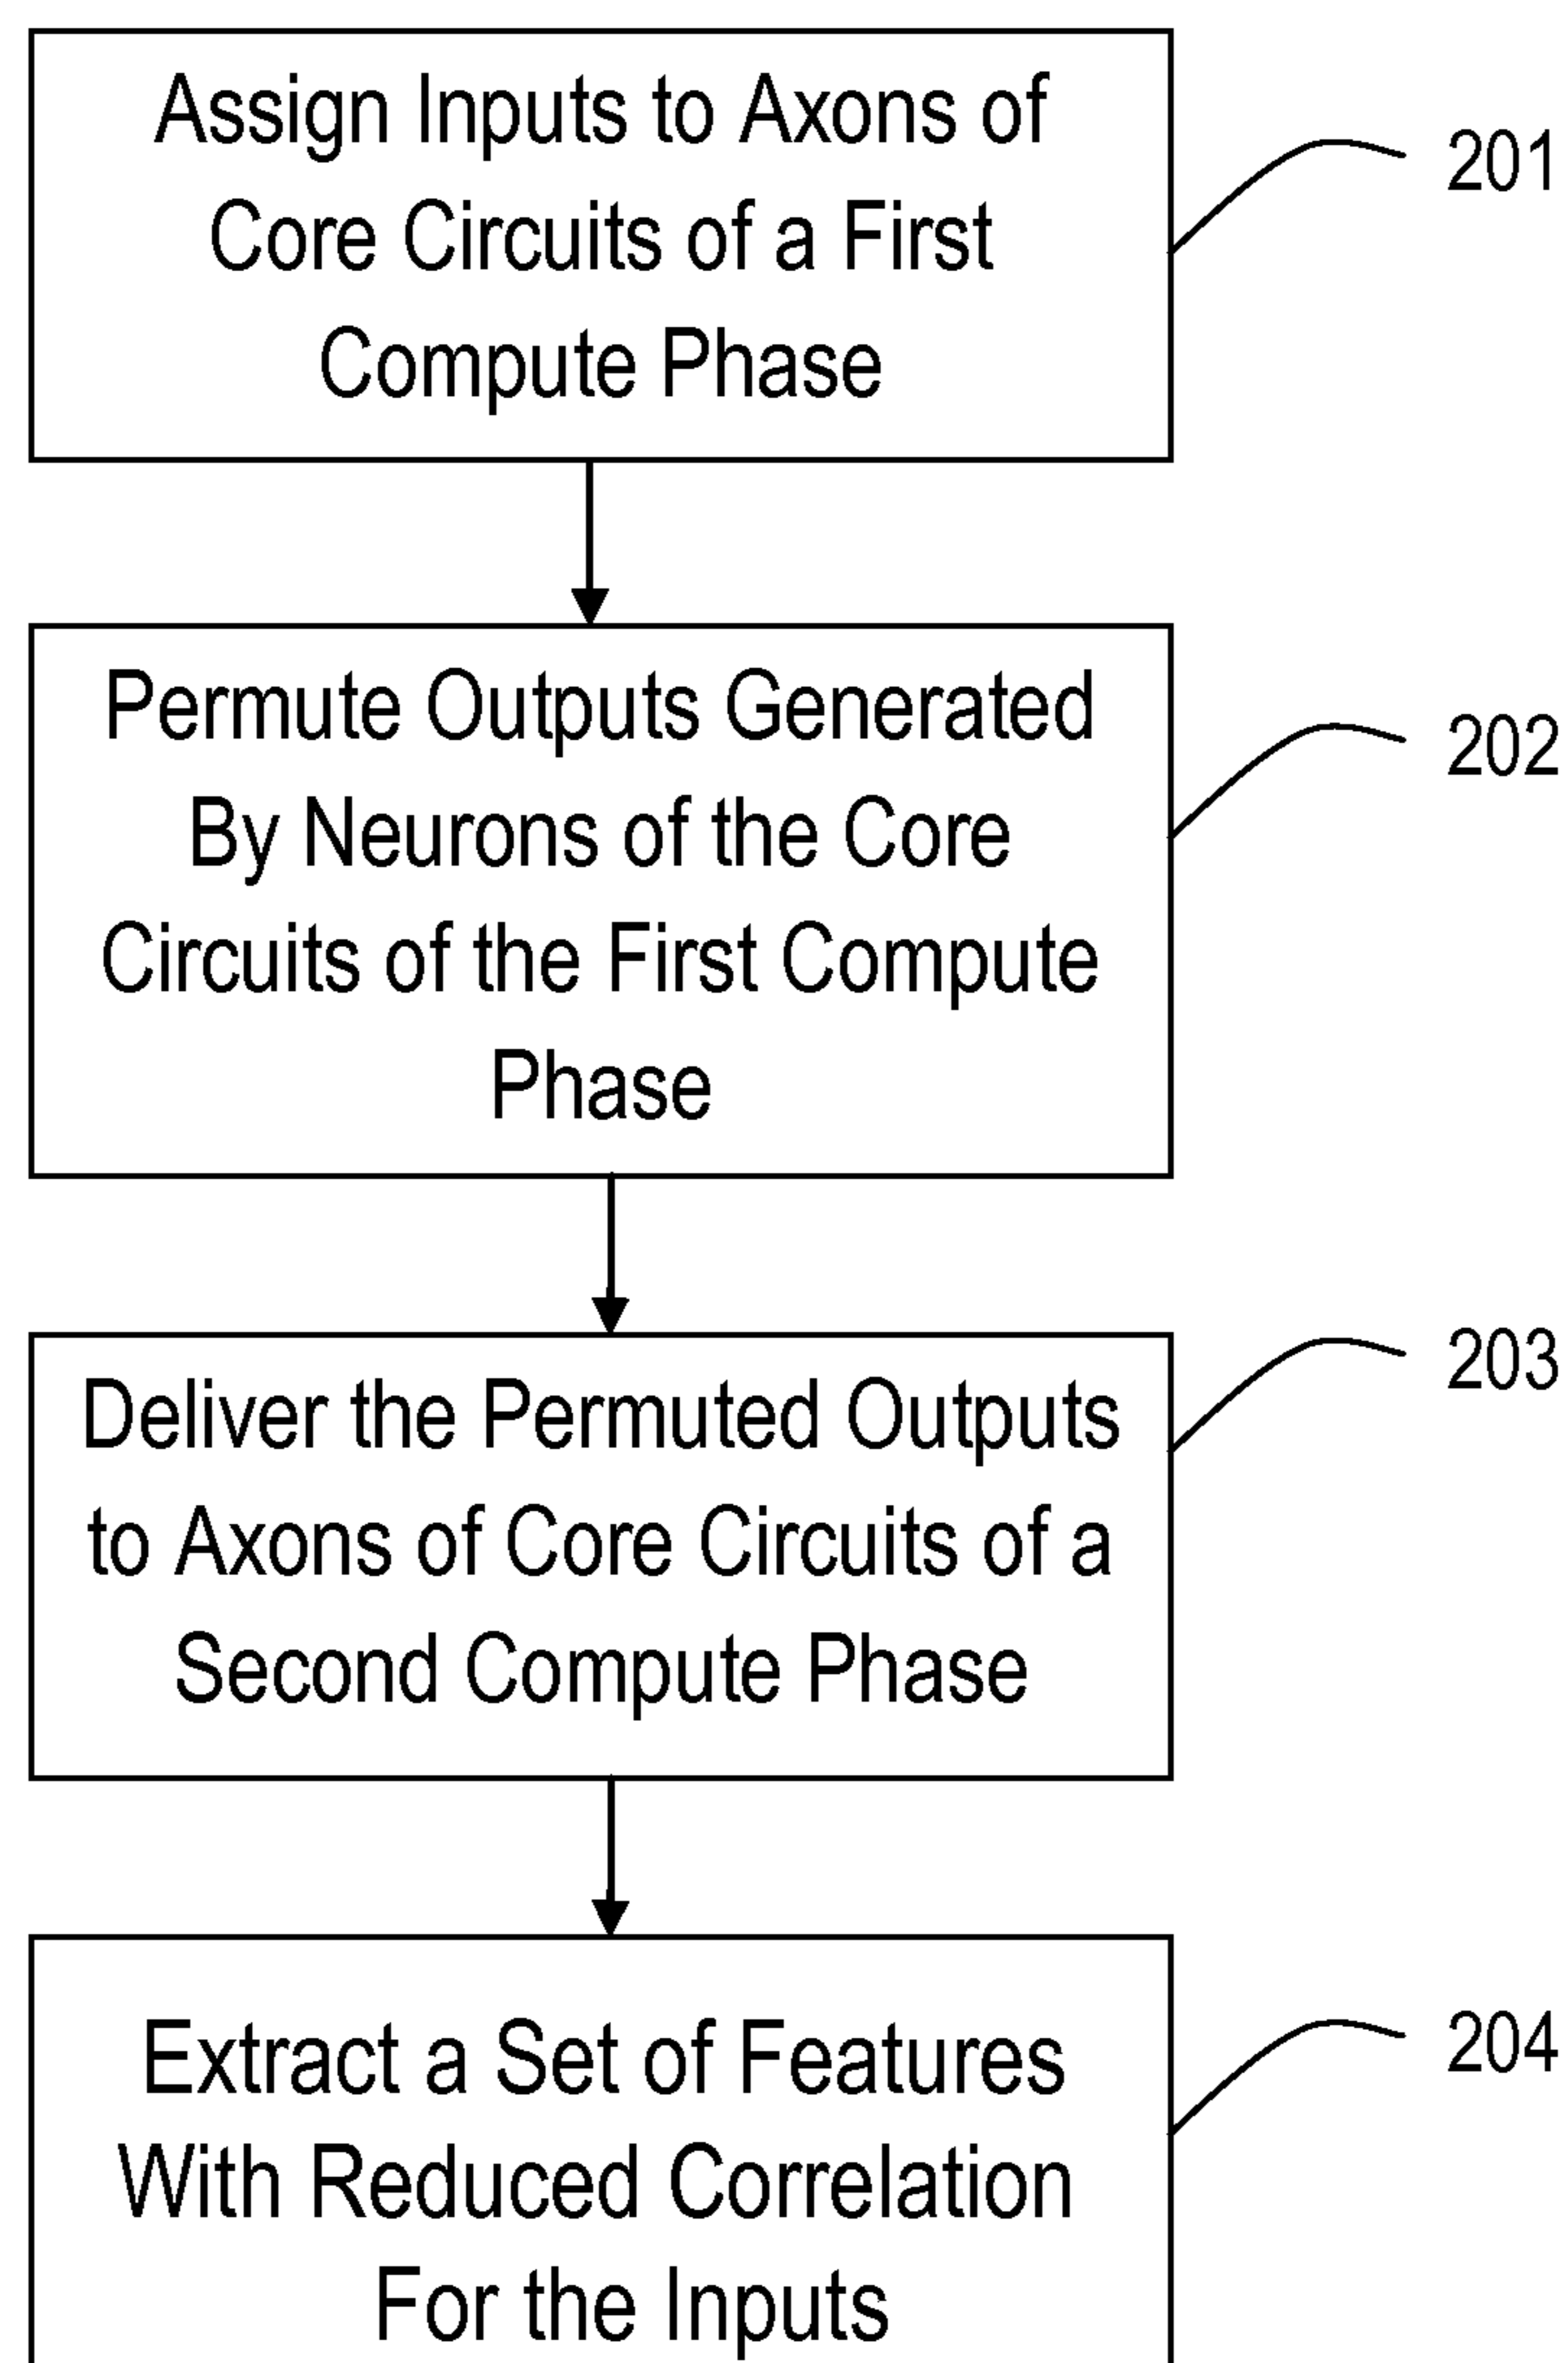 Assign Inputs to Axons of
Core Circuits of a First
Compute Phase
201
Permute Outputs Generated
By Neurons of the Core
Circuits of the First Compute
Phase
202
Deliver the Permuted Outputs
to Axons of Core Circuits of a
Second Compute Phase
203
Extract a Set of Features
With Reduced Correlation
For the Inputs
204